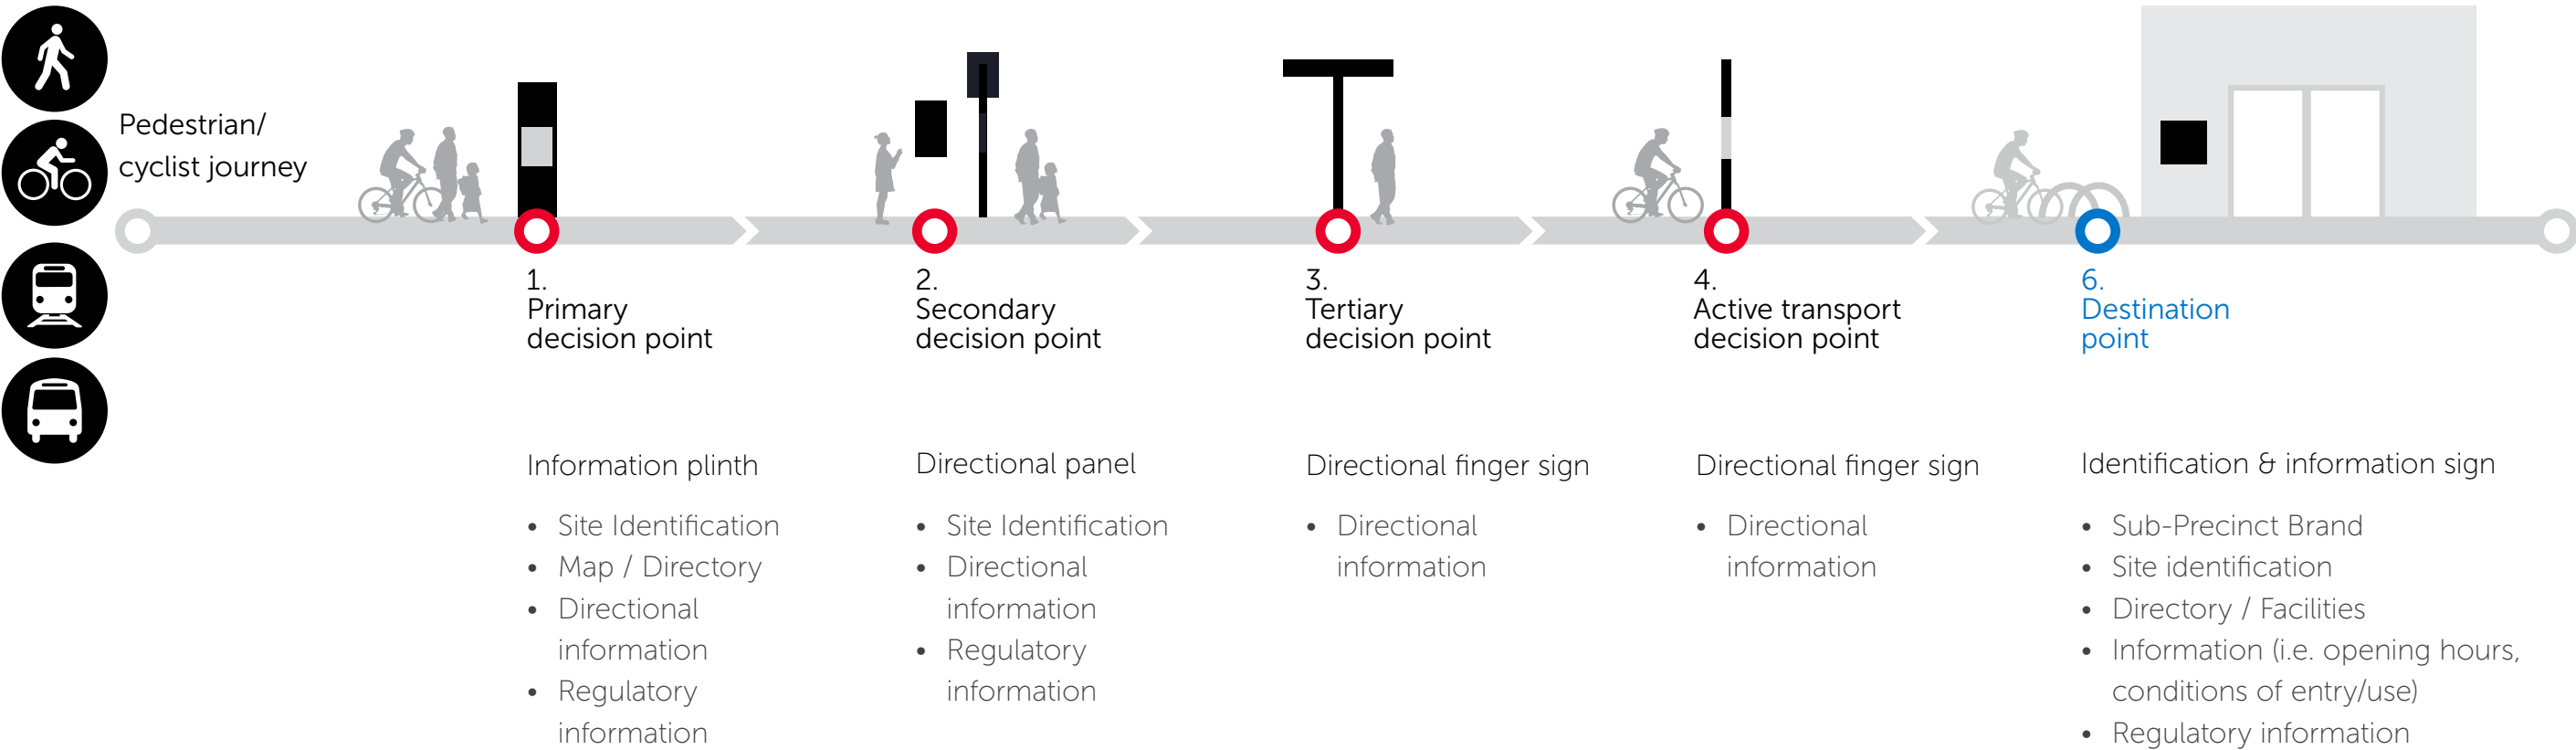 Pedestrian/
cyclist journey
1.
Primary
decision point
2.
Secondary
decision point
3.
Tertiary
decision point
4.
Active transport
decision point
6.
Destination
point
Information plinth
• Site Identification
• Map / Directory
• Directional
information
• Regulatory
information
Directional panel
• Site Identification
• Directional
information
• Regulatory
information
Directional finger sign
• Directional
information
Directional finger sign
• Directional
information
Identification & information sign
• Sub-Precinct Brand
• Site identification
• Directory / Facilities
• Information (i.e. opening hours,
conditions of entry/use)
• Regulatory information